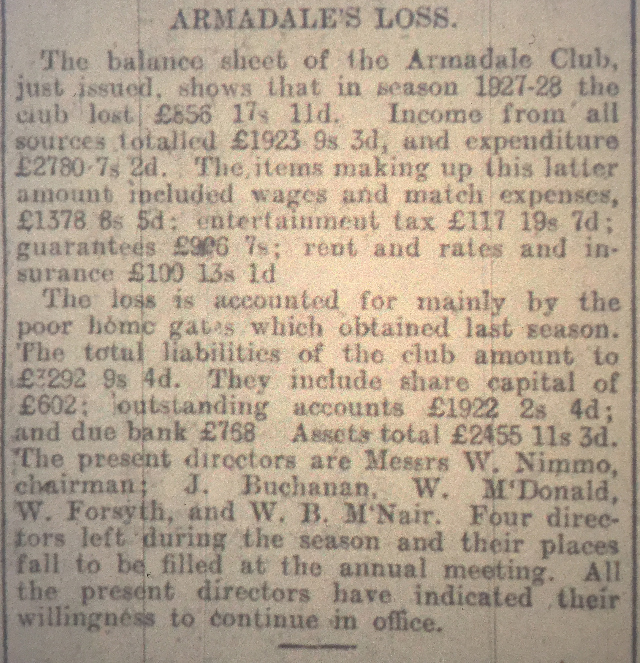 ARMADALE'S LOSS.
The balance sheet of the Armadale Club,
just issued, shows that in season 1927-28 the
club lost £856 17s 11d. Income from all
sources totalled £1923 9s 3d, and expenditure
£2780 7s 2d. The items making up this latter
amount included wages and match expenses,
£1378 8s 5d; entertainment tax £117 19s 7d;
guarantees 7s; rent and rates and in-
surance £100 13s 1d
The loss is accounted for mainly by the
poor home gates which obtained last season.
The total liabilities of the club amount to
£3292 9s 4d. They include share capital of
£602; outstanding accounts £1922 2s 4d;
and due bank £768 Assets total £2455 11s 3d.
The present directors are Messrs W. Nimmo,
chairman; J. Buchanan, W. M'Donald,
W. Forsyth, and W. B. M'Nair. Four direc-
tors left during the season and their places
fall to be filled at the annual meeting. All
the present directors have indicated their
willingness to continue in office.